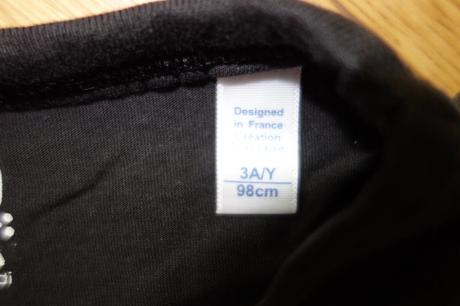 Designed
in France
Création
3A/Y
98cm